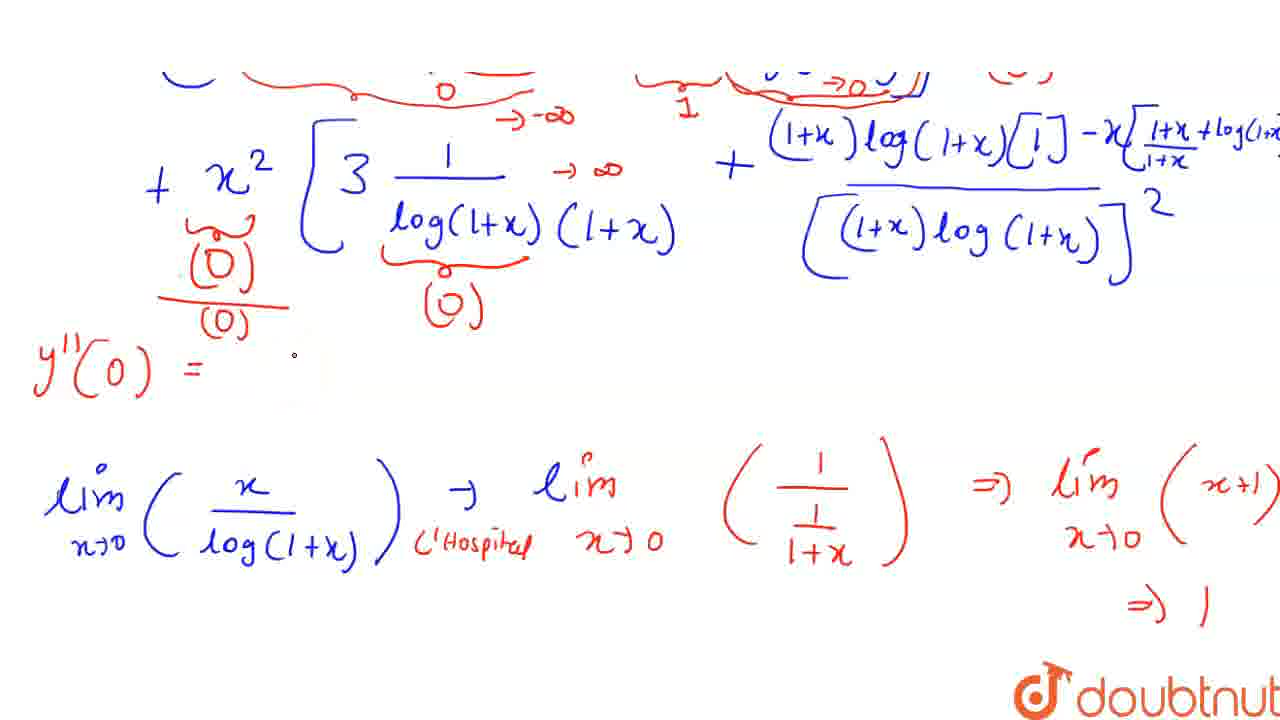 0 1 →0 (0)
→-∞
+ x² [ 3 1/(log(1+x) (1+x)) →∞ + ((1+x) log(1+x) [1] - x[(1+x)/(1+x) + log(1+x)) / [(1+x) log(1+x)]²
(0) (0)
(0)
y''(0) =
lim x→0 ( x/log(1+x) ) → L'Hospital lim x→0 ( 1/(1/(1+x)) ) ⇒ lim x→0 ( x+1 )
⇒ 1
doubtnut